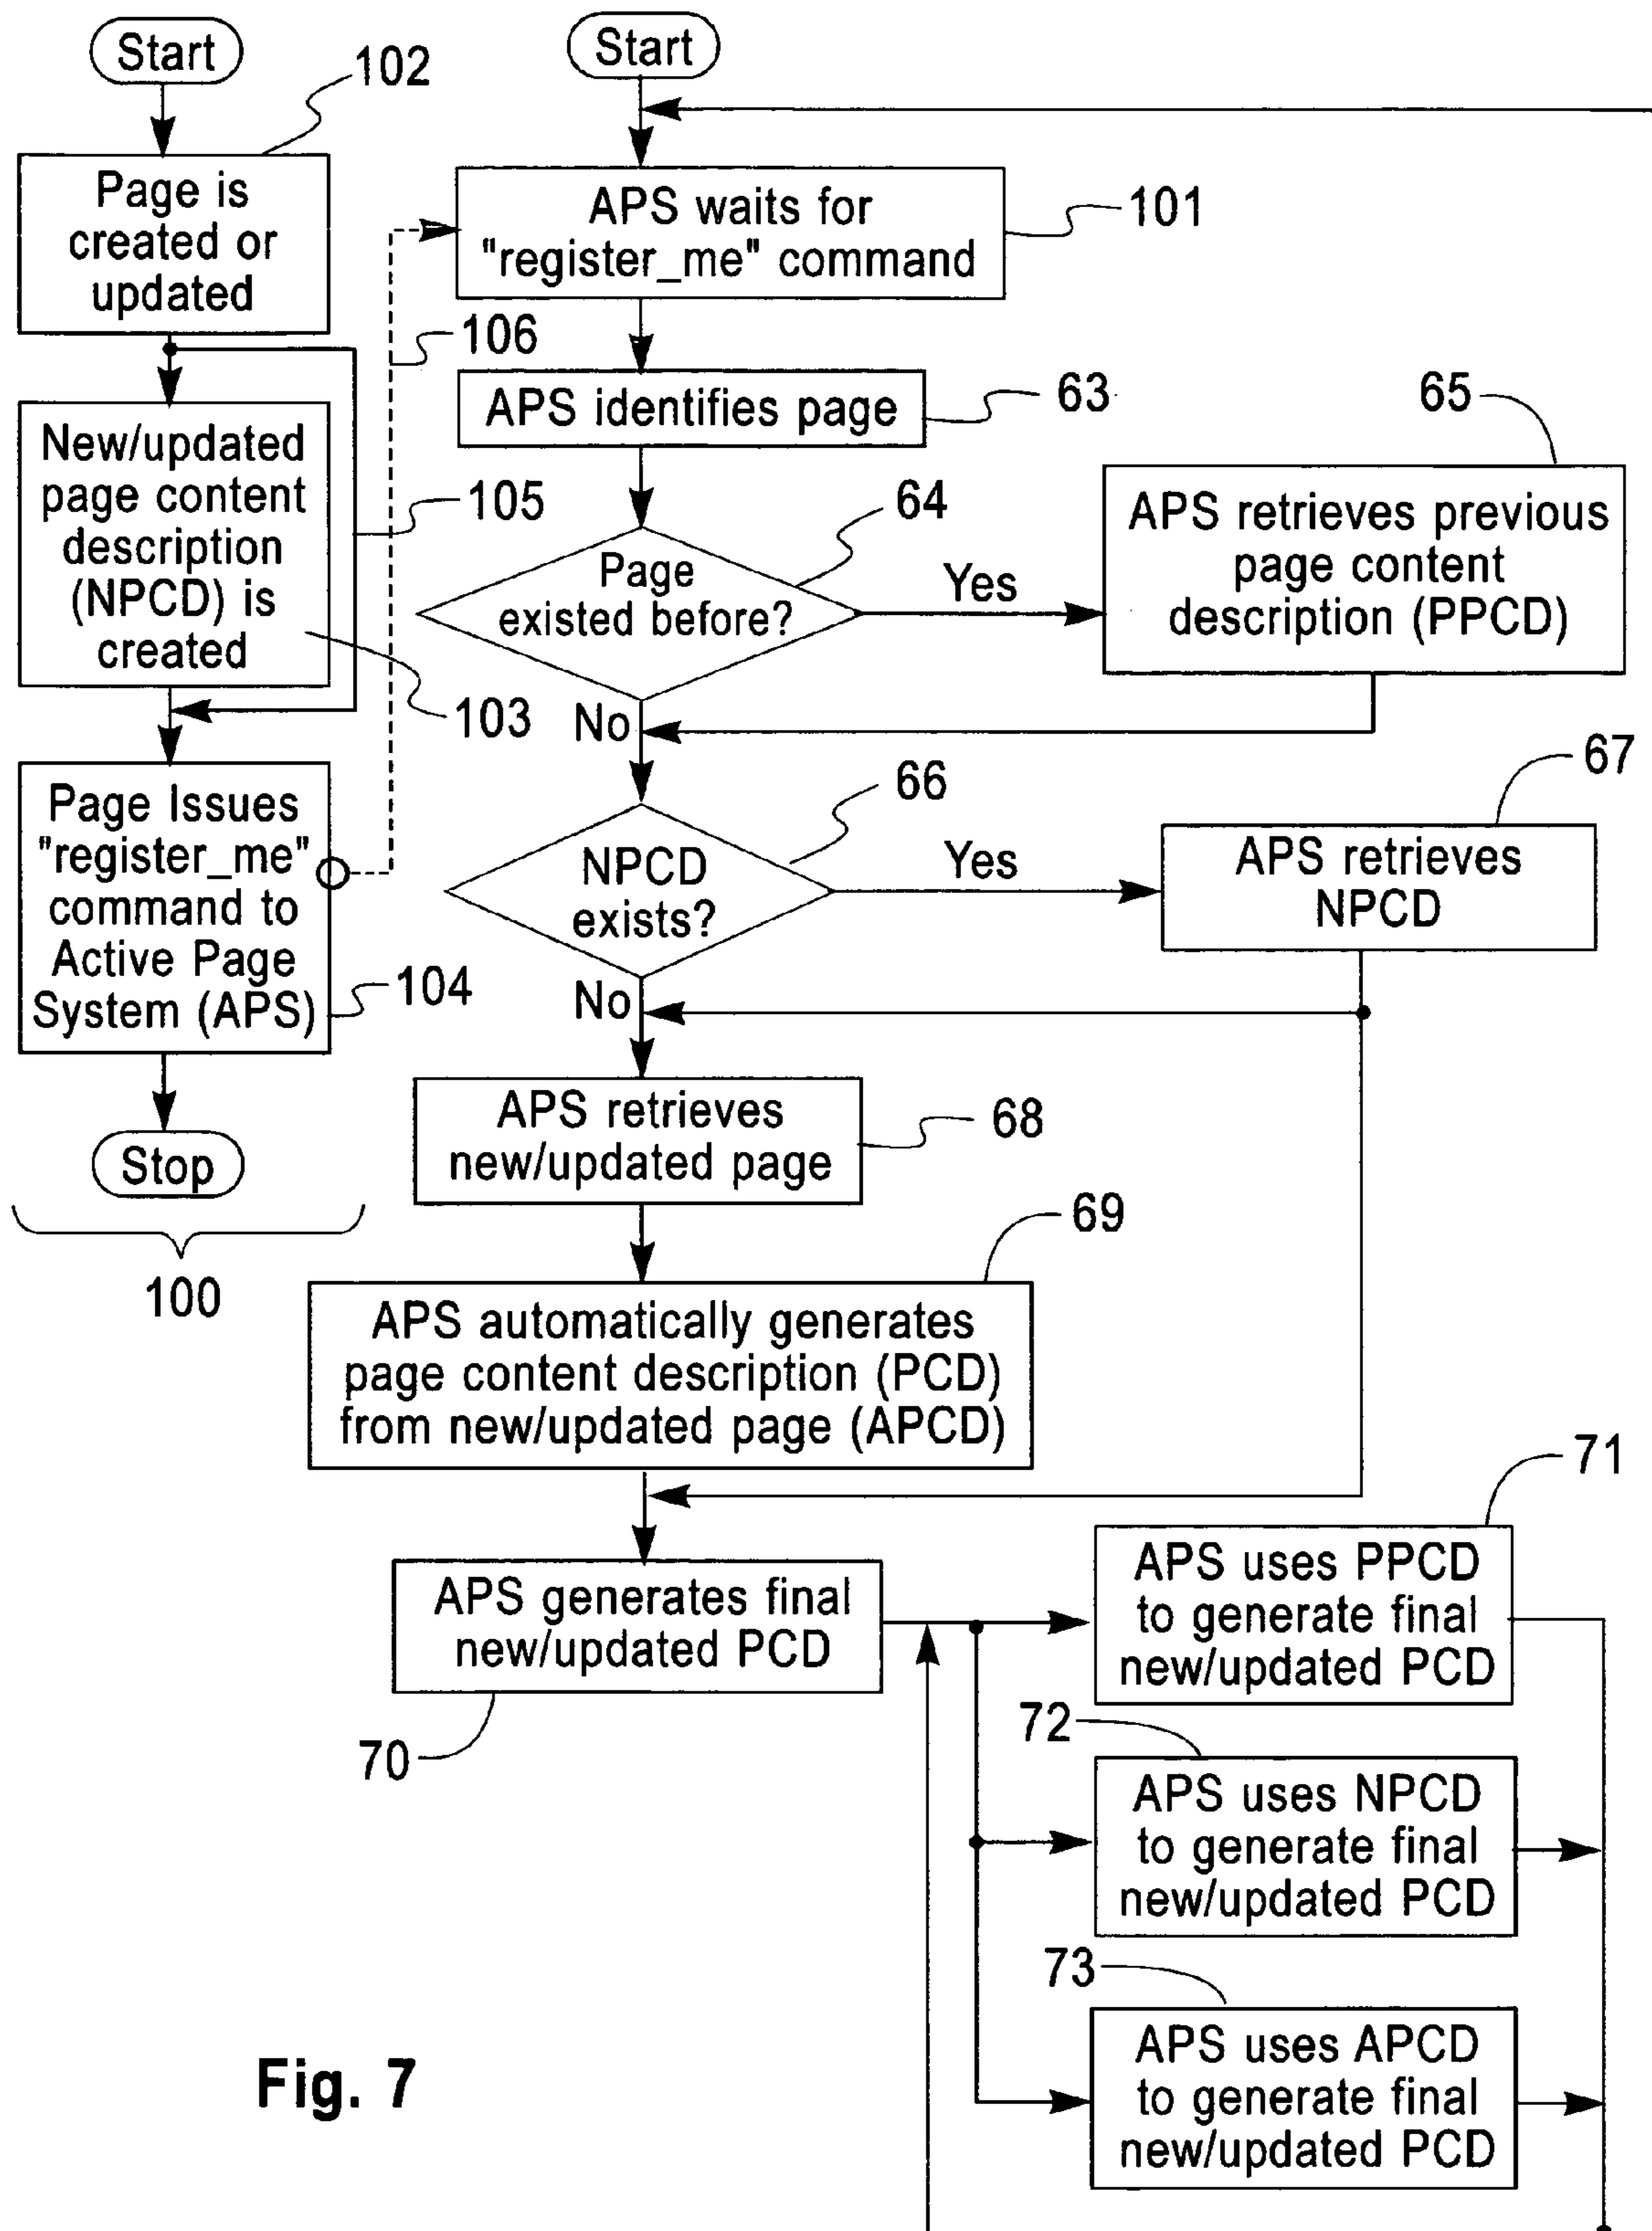 Start
102
Page is
created or
updated
New/updated
page content
description
(NPCD) is
created
105
103
Page Issues
"register_me"
command to
Active Page
System (APS)
104
Stop
100
Start
APS waits for
"register_me" command
101
106
APS identifies page
63
64
Page
existed before?
Yes
65
APS retrieves previous
page content
description (PPCD)
No
66
NPCD
exists?
Yes
67
APS retrieves
NPCD
No
APS retrieves
new/updated page
68
69
APS automatically generates
page content description (PCD)
from new/updated page (APCD)
APS generates final
new/updated PCD
70
71
APS uses PPCD
to generate final
new/updated PCD
72
APS uses NPCD
to generate final
new/updated PCD
73
APS uses APCD
to generate final
new/updated PCD
Fig. 7